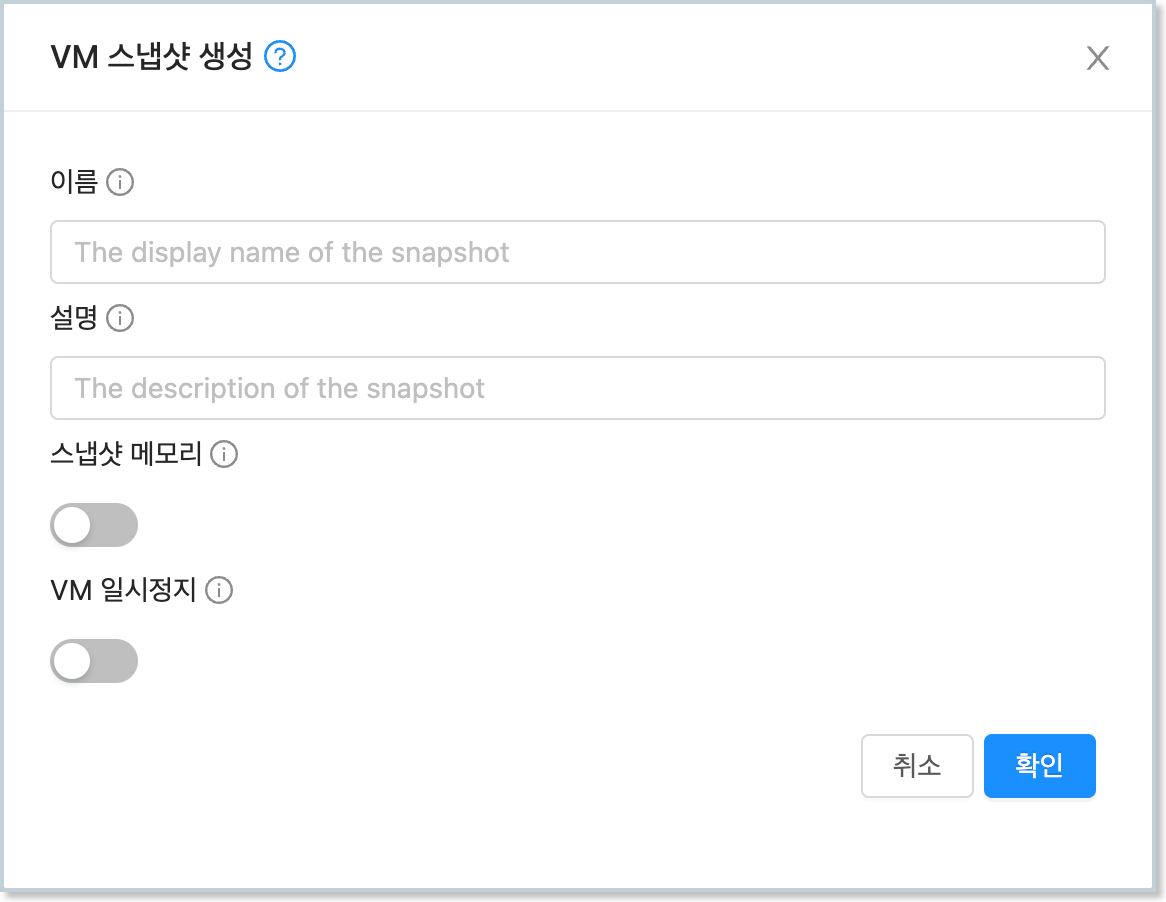 VM 스냅샷 생성
이름
The display name of the snapshot
설명
The description of the snapshot
스냅샷 메모리
VM 일시정지
취소 확인